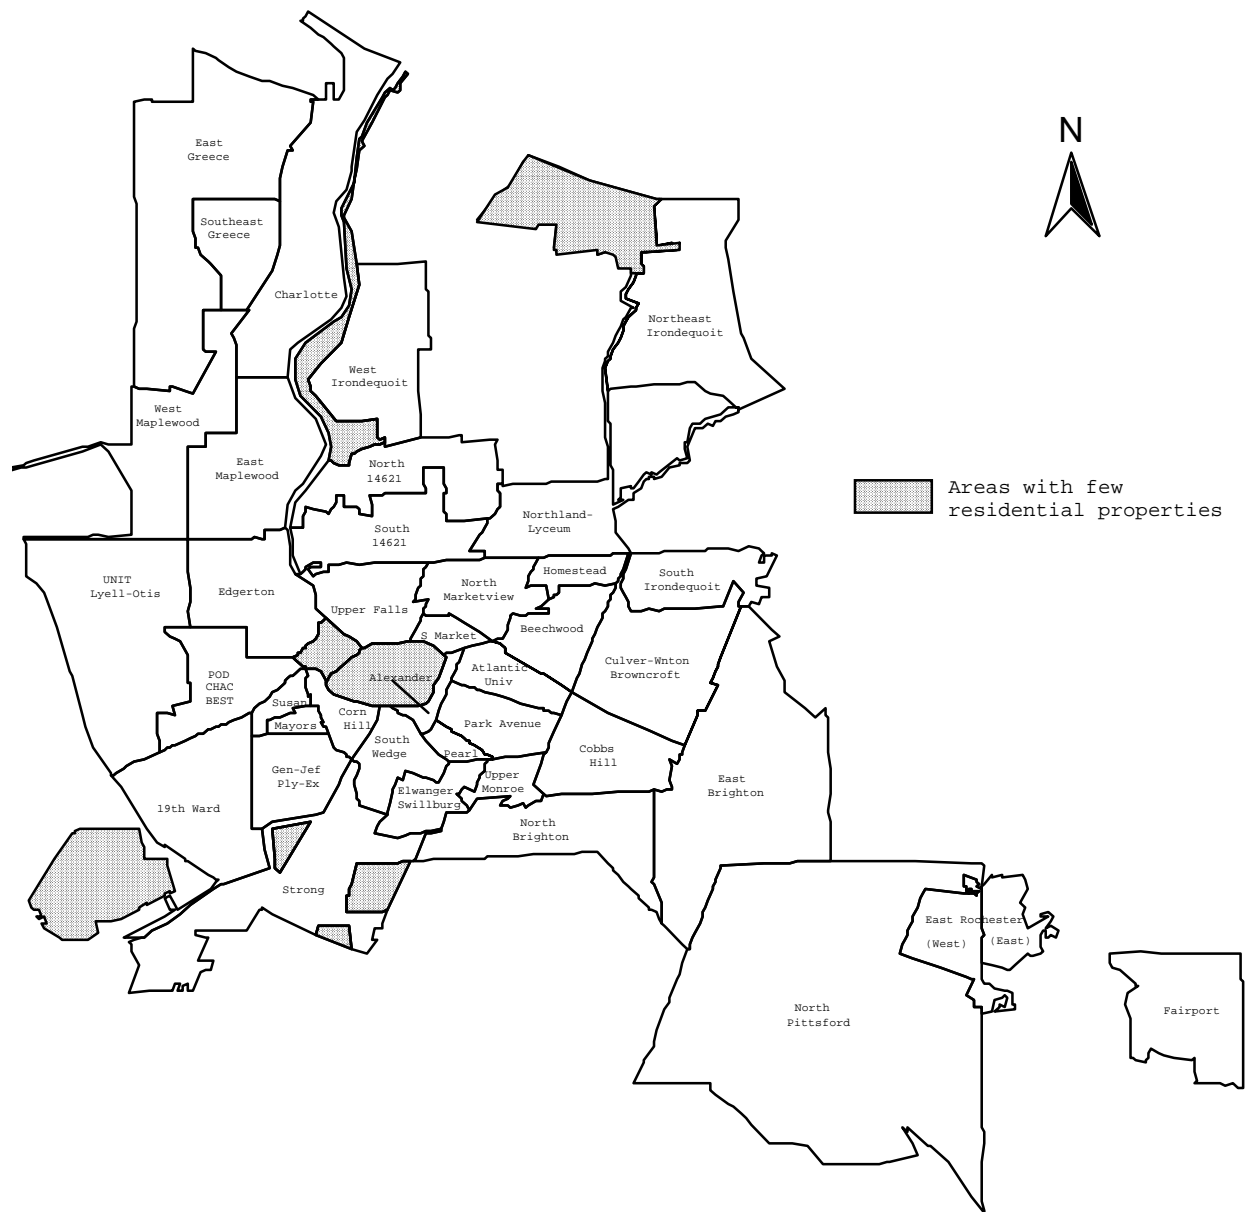 N
East
Greece
Southeast
Greece
Charlotte
Northeast
Irondequoit
West
Irondequoit
West
Maplewood
East
Maplewood
North
14621
Areas with few
residential properties
South
14621
Northland-
Lyceum
UNIT
Lyell-Otis
Edgerton
Upper Falls
North
Marketview
Homestead
South
Irondequoit
S Market
Beechwood
Culver-Wnton
Browncroft
Atlantic
Univ
Alexander
POD
CHAC
BEST
Susan
Mayors
Corn
Hill
South
Wedge
Park Avenue
Pearl
Cobbs
Hill
Gen-Jef
Ply-Ex
Elwanger
Swillburg
Upper
Monroe
East
Brighton
19th Ward
North
Brighton
Strong
East Rochester
(West)
(East)
North
Pittsford
Fairport